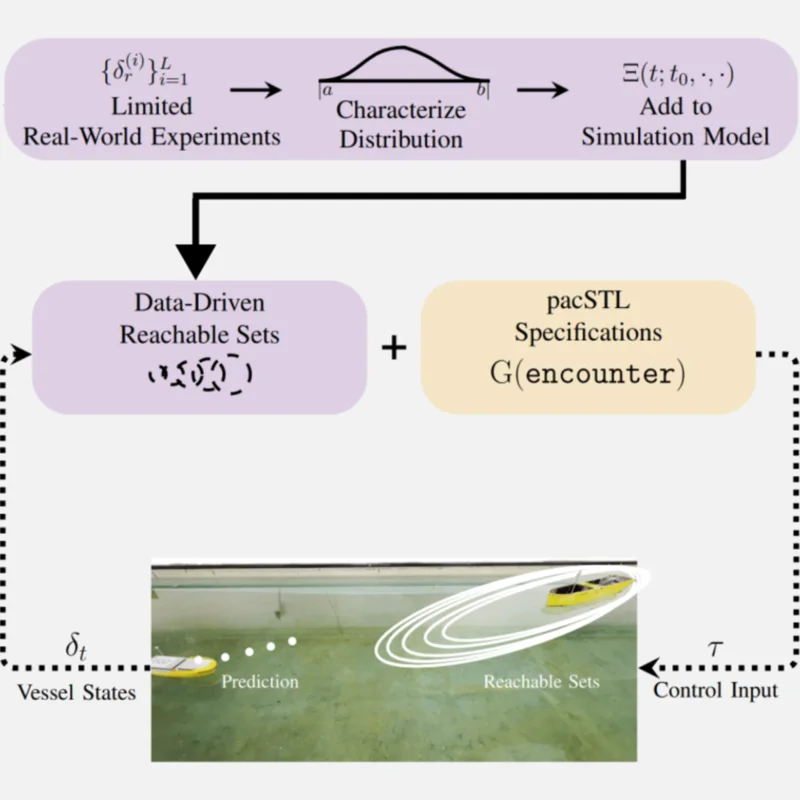 {δ_r^{(i)}}_{i=1}^{L}
Limited
Real-World Experiments
|a
b|
Characterize
Distribution
Ξ(t; t₀, ·, ·)
Add to
Simulation Model
Data-Driven
Reachable Sets
+
pacSTL
Specifications
G(encounter)
δ_t
Vessel States
Prediction
Reachable Sets
τ
Control Input